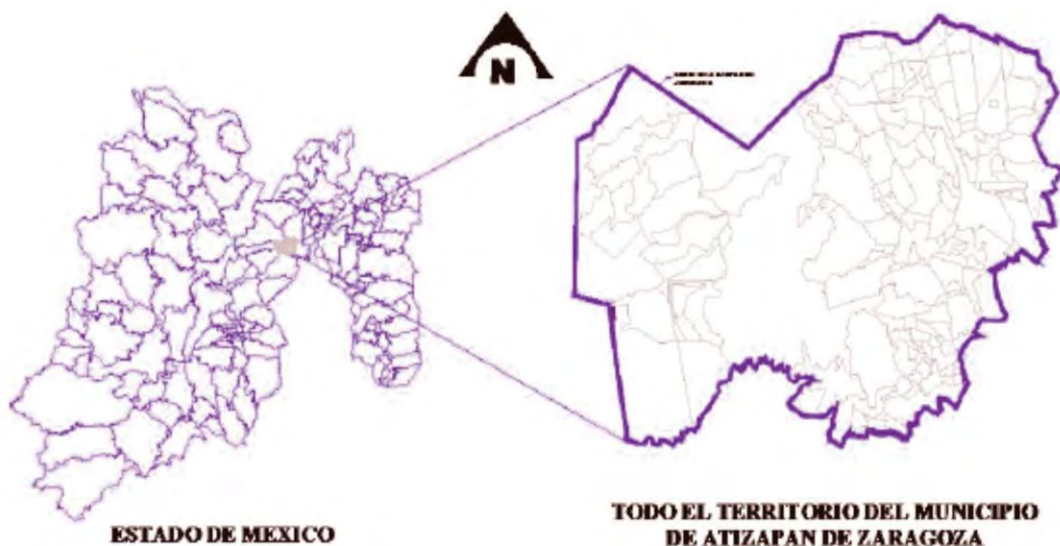 N
ESTADO DE MEXICO
TODO EL TERRITORIO DEL MUNICIPIO
DE ATIZAPAN DE ZARAGOZA